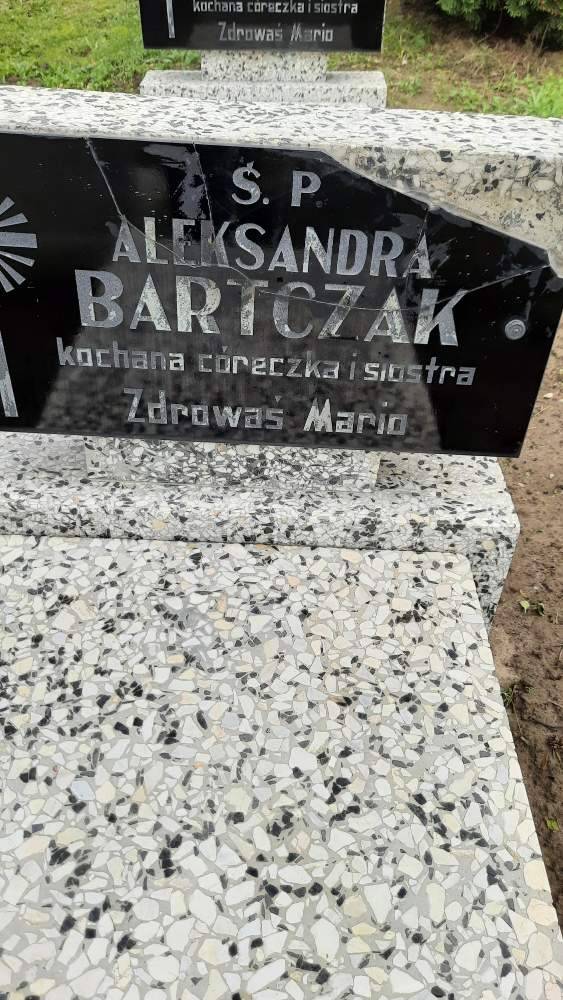 kochana córeczka i siostra
Zdrowaś Mario
Ś. P.
ALEKSANDRA
BARTCZAK
kochana córeczka i siostra
Zdrowaś Mario